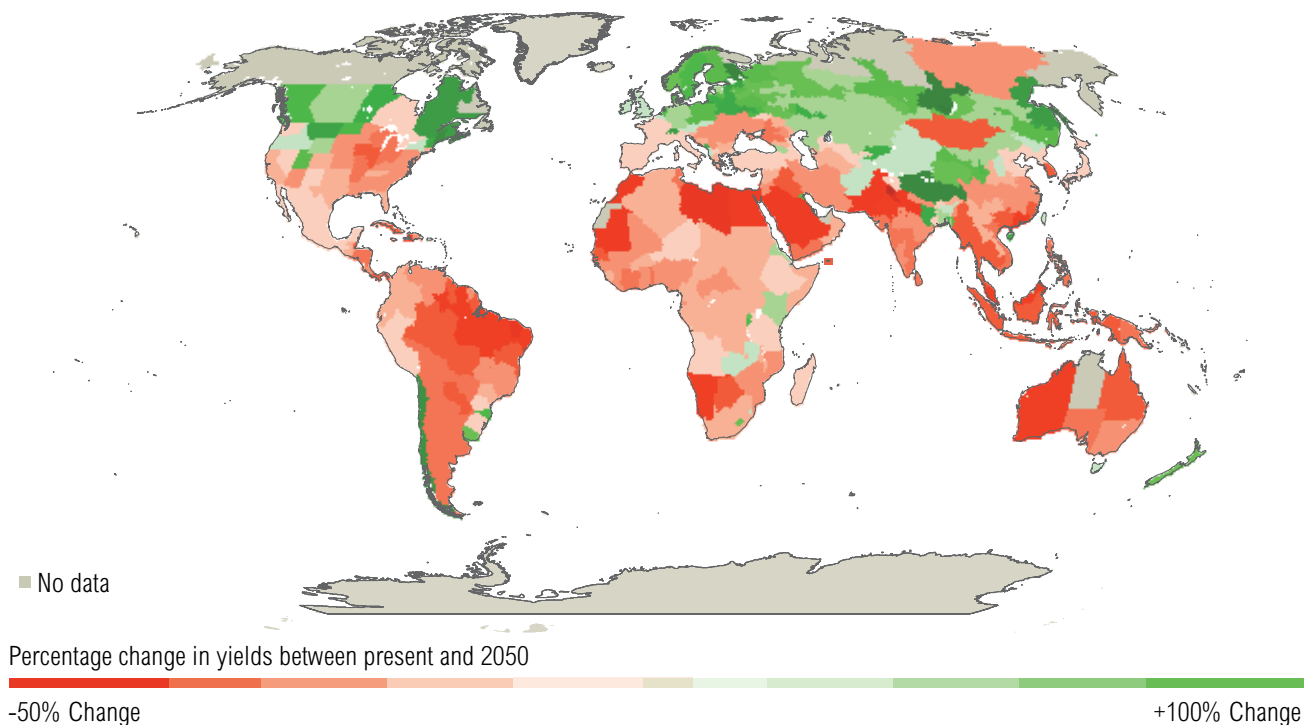 No data
Percentage change in yields between present and 2050
-50% Change
+100% Change